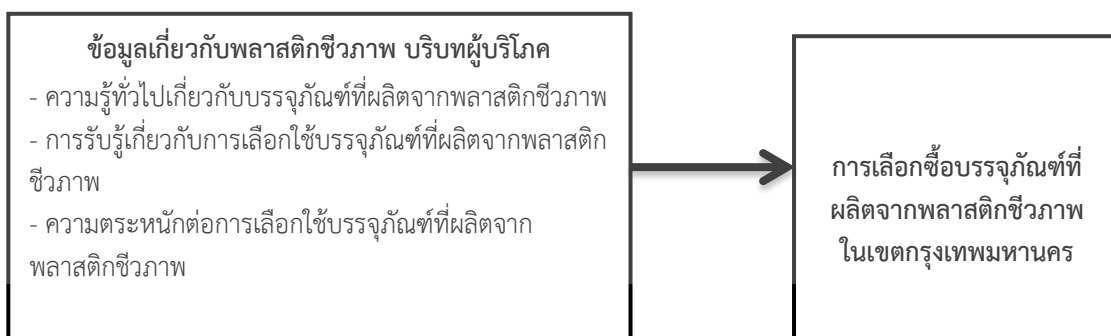 ข้อมูลเกี่ยวกับพลาสติกชีวภาพ บริบทผู้บริโภค
- ความรู้ทั่วไปเกี่ยวกับบรรจุภัณฑ์ที่ผลิตจากพลาสติกชีวภาพ
- การรับรู้เกี่ยวกับการเลือกใช้บรรจุภัณฑ์ที่ผลิตจากพลาสติก
ชีวภาพ
- ความตระหนักต่อการเลือกใช้บรรจุภัณฑ์ที่ผลิตจาก
พลาสติกชีวภาพ
การเลือกซื้อบรรจุภัณฑ์ที่
ผลิตจากพลาสติกชีวภาพ
ในเขตกรุงเทพมหานคร